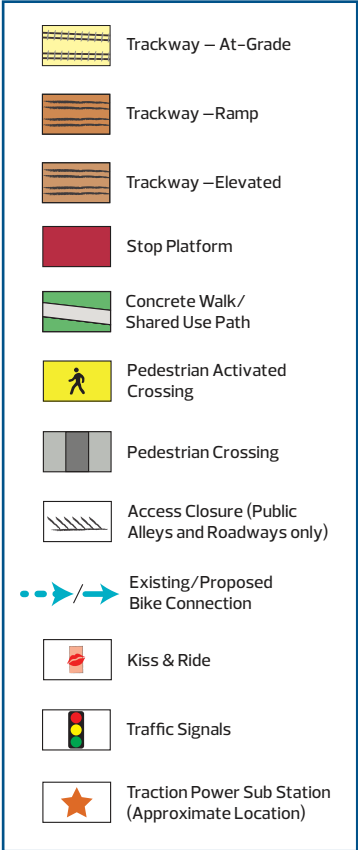 Trackway – At-Grade
Trackway –Ramp
Trackway –Elevated
Stop Platform
Concrete Walk/
Shared Use Path
Pedestrian Activated
Crossing
Pedestrian Crossing
Access Closure (Public
Alleys and Roadways only)
/
Existing/Proposed
Bike Connection
Kiss & Ride
Traffic Signals
Traction Power Sub Station
(Approximate Location)